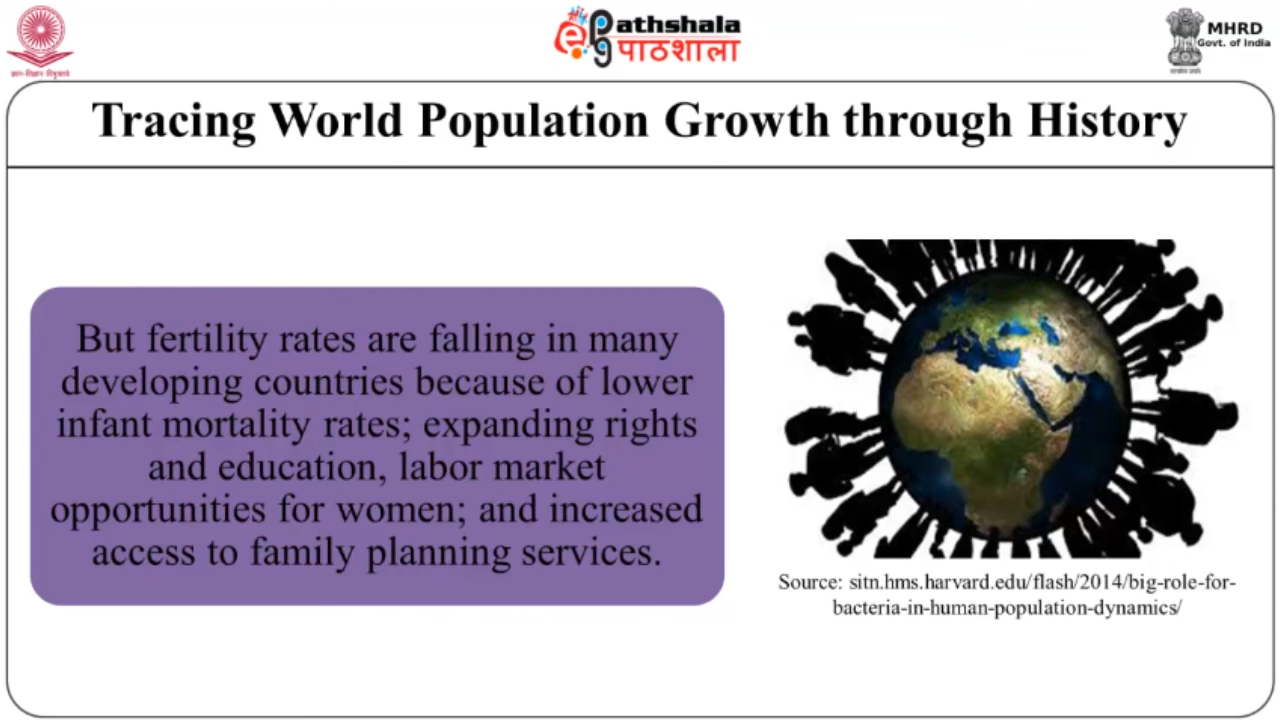 ज्ञान-विज्ञान विमुक्तये
ePG Pathshala
पाठशाला
MHRD
Govt. of India
Tracing World Population Growth through History
But fertility rates are falling in many
developing countries because of lower
infant mortality rates; expanding rights
and education, labor market
opportunities for women; and increased
access to family planning services.
Source: sitn.hms.harvard.edu/flash/2014/big-role-for-
bacteria-in-human-population-dynamics/